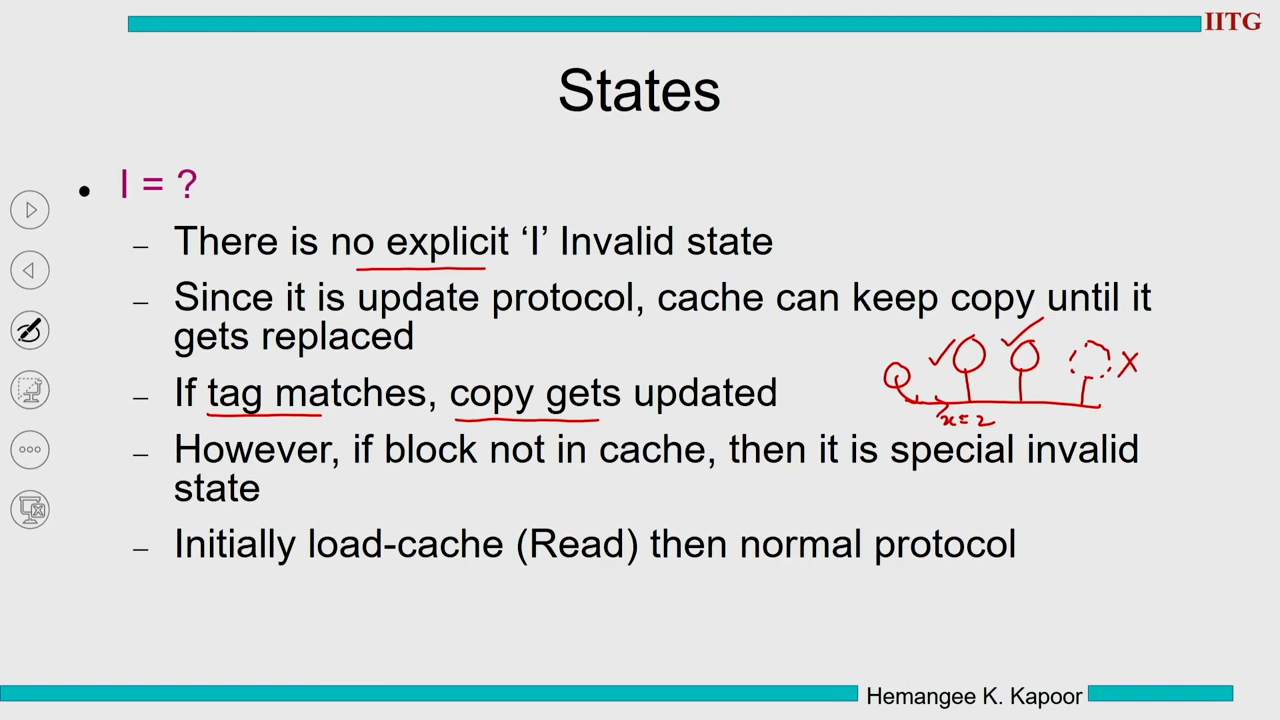 IITG
States
• I = ?
– There is no explicit ‘I’ Invalid state
– Since it is update protocol, cache can keep copy until it
gets replaced
– If tag matches, copy gets updated
x = 2
– However, if block not in cache, then it is special invalid
state
– Initially load-cache (Read) then normal protocol
Hemangee K. Kapoor